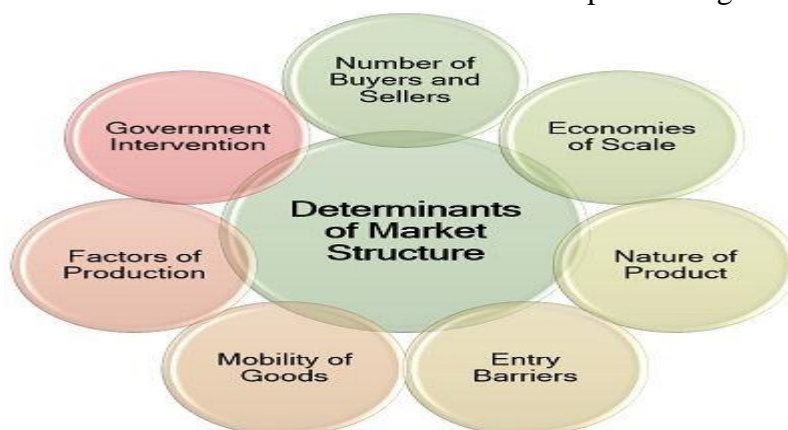 Number of
Buyers and
Sellers
Economies
of Scale
Nature of
Product
Entry
Barriers
Mobility of
Goods
Factors of
Production
Government
Intervention
Determinants
of Market
Structure